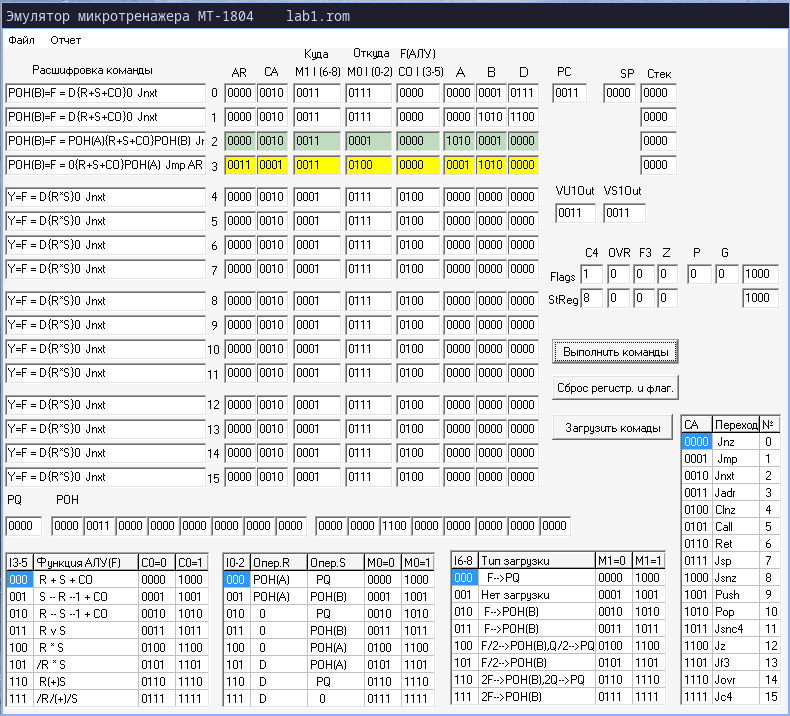 Эмулятор микротренажера МТ-1804 lab1.rom
Файл Отчет
Куда Откуда F(АЛУ)
Расшифровка команды AR CA M1 I (6-8) M0 I (0-2) C0 I (3-5) A B D PC SP Стек
РОН(B)=F = D{R+S+CO}0 Jnxt 0 0000 0010 0011 0111 0000 0000 0001 0111 0011 0000 0000
РОН(B)=F = D{R+S+CO}0 Jnxt 1 0000 0010 0011 0111 0000 0000 1010 1100 0000
РОН(B)=F = РОН(A){R+S+CO}РОН(B) Jn 2 0000 0010 0011 0001 0000 1010 0001 0000 0000
РОН(B)=F = 0{R+S+CO}РОН(A) Jmp AR 3 0011 0001 0011 0100 0000 0001 1010 0000 0000
Y=F = D{R*S}0 Jnxt 4 0000 0010 0001 0111 0100 0000 0000 0000 VU1Out VS1Out
Y=F = D{R*S}0 Jnxt 5 0000 0010 0001 0111 0100 0000 0000 0000 0011 0011
Y=F = D{R*S}0 Jnxt 6 0000 0010 0001 0111 0100 0000 0000 0000 C4 OVR F3 Z P G
Y=F = D{R*S}0 Jnxt 7 0000 0010 0001 0111 0100 0000 0000 0000 Flags 1 0 0 0 0 0 1000
Y=F = D{R*S}0 Jnxt 8 0000 0010 0001 0111 0100 0000 0000 0000 StReg 8 0 0 0 1000
Y=F = D{R*S}0 Jnxt 9 0000 0010 0001 0111 0100 0000 0000 0000
Y=F = D{R*S}0 Jnxt 10 0000 0010 0001 0111 0100 0000 0000 0000 Выполнить команды
Y=F = D{R*S}0 Jnxt 11 0000 0010 0001 0111 0100 0000 0000 0000 Сброс регистр. и флаг.
Y=F = D{R*S}0 Jnxt 12 0000 0010 0001 0111 0100 0000 0000 0000
Y=F = D{R*S}0 Jnxt 13 0000 0010 0001 0111 0100 0000 0000 0000 Загрузить комады
Y=F = D{R*S}0 Jnxt 14 0000 0010 0001 0111 0100 0000 0000 0000
Y=F = D{R*S}0 Jnxt 15 0000 0010 0001 0111 0100 0000 0000 0000
PQ РОН
0000 0000 0011 0000 0000 0000 0000 0000 0000 0000 0000 1100 0000 0000 0000 0000 0000
I3-5 Функция АЛУ(F) C0=0 C0=1
000 R + S + CO 0000 1000
001 S -- R --1 + CO 0001 1001
010 R -- S --1 + CO 0010 1010
011 R v S 0011 1011
100 R * S 0100 1100
101 /R * S 0101 1101
110 R(+)S 0110 1110
111 /R/(+)/S 0111 1111
I0-2 Опер.R Опер.S M0=0 M0=1
000 РОН(A) PQ 0000 1000
001 РОН(A) РОН(B) 0001 1001
010 0 PQ 0010 1010
011 0 РОН(B) 0011 1011
100 0 РОН(A) 0100 1100
101 D РОН(A) 0101 1101
110 D PQ 0110 1110
111 D 0 0111 1111
I6-8 Тип загрузки M1=0 M1=1
000 F-->PQ 0000 1000
001 Нет загрузки 0001 1001
010 F-->РОН(B) 0010 1010
011 F-->РОН(B) 0011 1011
100 F/2-->РОН(B),Q/2-->PQ 0100 1100
101 F/2-->РОН(B) 0101 1101
110 2F-->РОН(B),2Q-->PQ 0110 1110
111 2F-->РОН(B) 0111 1111
CA Переход №
0000 Jnz 0
0001 Jmp 1
0010 Jnxt 2
0011 Jadr 3
0100 Clnz 4
0101 Call 5
0110 Ret 6
0111 Jsp 7
1000 Jsnz 8
1001 Push 9
1010 Pop 10
1011 Jsnc4 11
1100 Jz 12
1101 Jf3 13
1110 Jovr 14
1111 Jc4 15